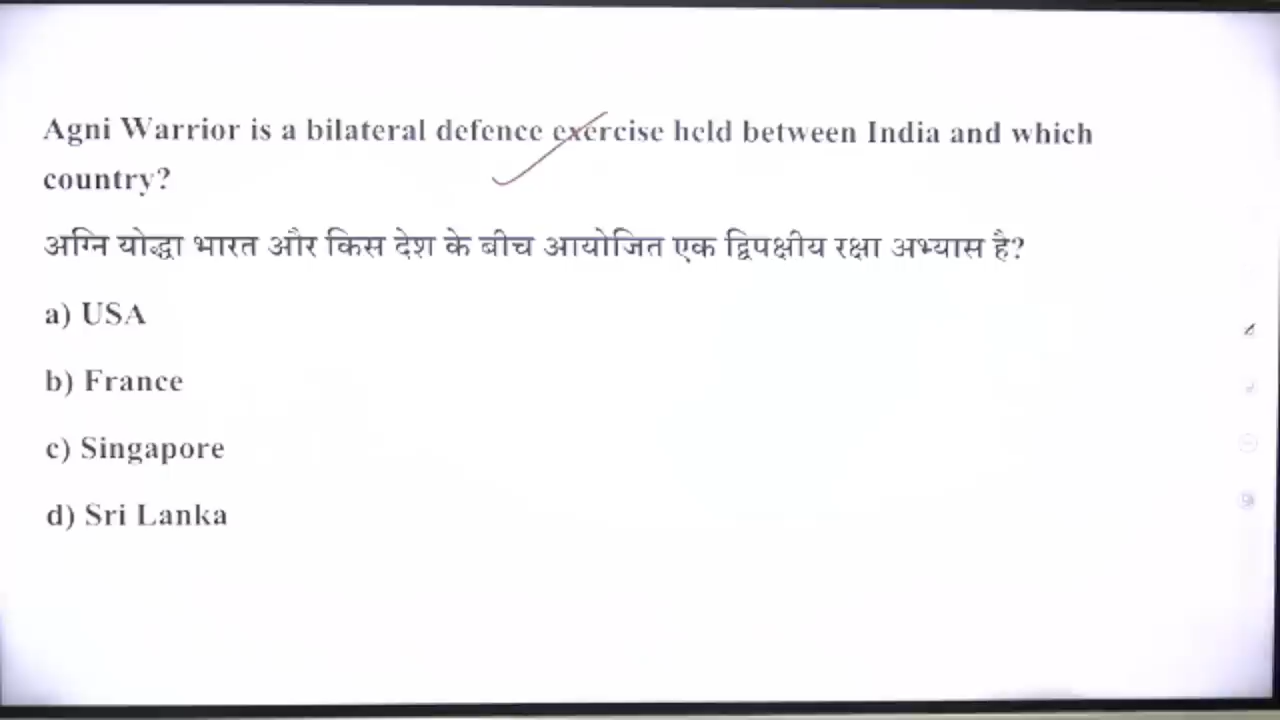 Agni Warrior is a bilateral defence exercise held between India and which
country?
अग्नि योद्धा भारत और किस देश के बीच आयोजित एक द्विपक्षीय रक्षा अभ्यास है?
a) USA
b) France
c) Singapore
d) Sri Lanka